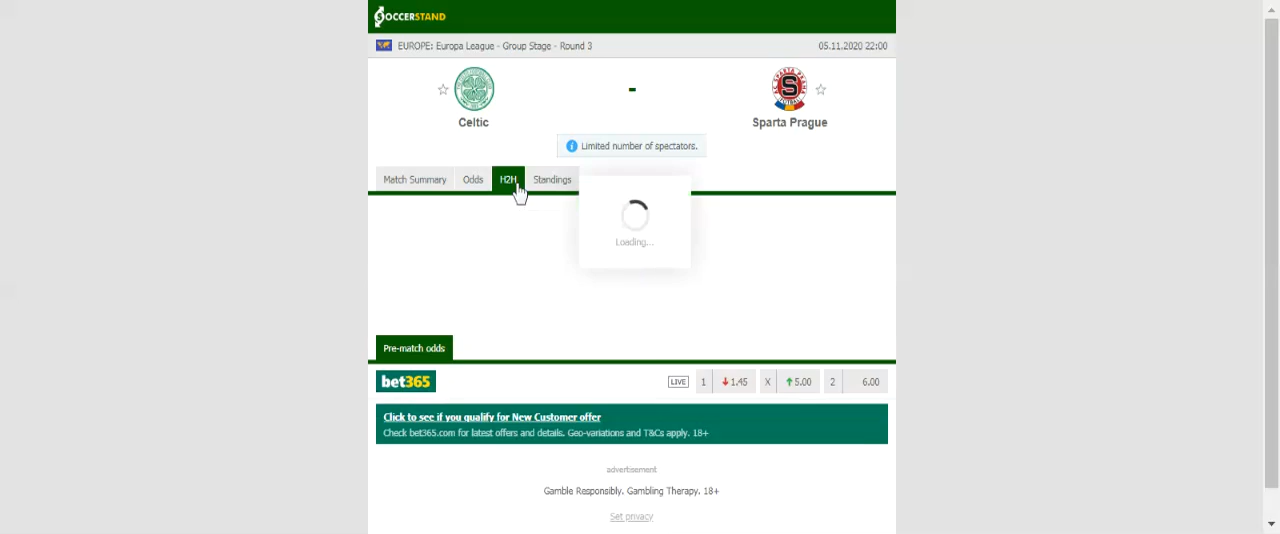 SOCCERSTAND
EUROPE: Europa League - Group Stage - Round 3 05.11.2020 22:00
-
Celtic Sparta Prague
Limited number of spectators.
Match Summary Odds H2H Standings
Loading...
Pre-match odds
bet365 LIVE 1 1.45 X 5.00 2 6.00
Click to see if you qualify for New Customer offer
Check bet365.com for latest offers and details. Geo-variations and T&Cs apply. 18+
advertisement
Gamble Responsibly. Gambling Therapy. 18+
Set privacy